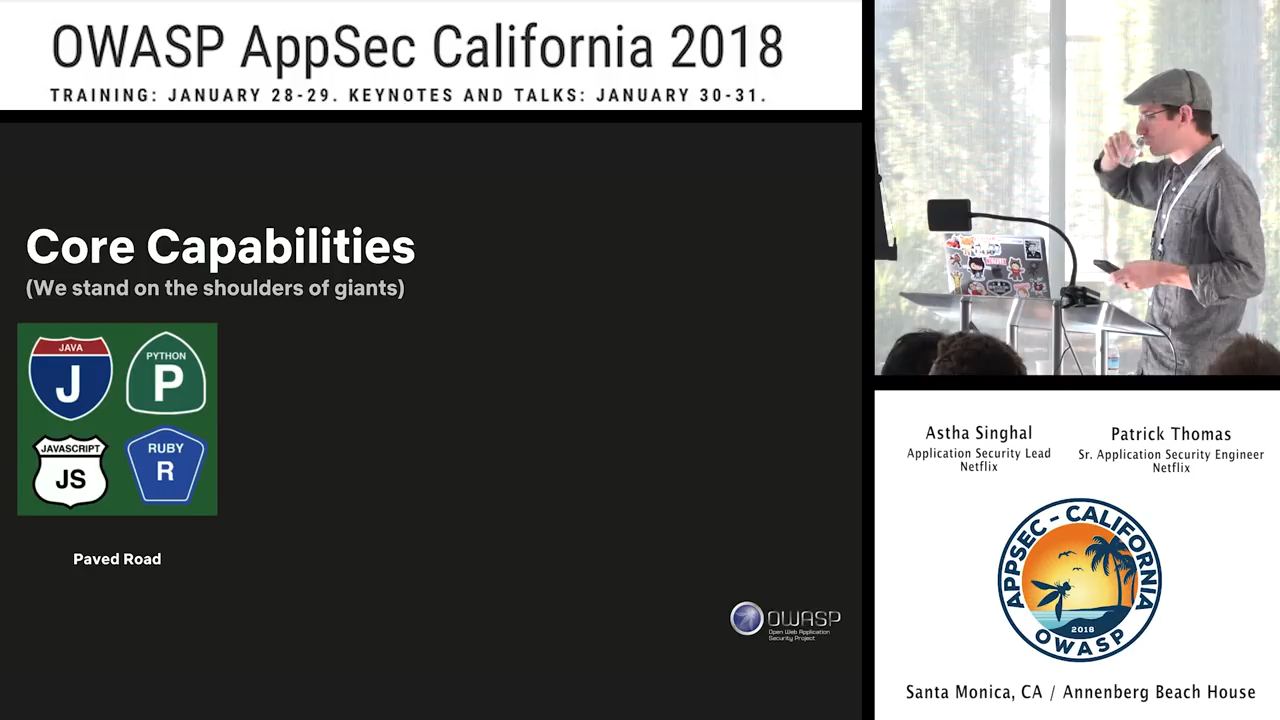 OWASP AppSec California 2018
TRAINING: JANUARY 28-29. KEYNOTES AND TALKS: JANUARY 30-31.
Core Capabilities
(We stand on the shoulders of giants)
JAVA
J
PYTHON
P
JAVASCRIPT
JS
RUBY
R
Paved Road
OWASP
Open Web Application
Security Project
Astha Singhal
Application Security Lead
Netflix
Patrick Thomas
Sr. Application Security Engineer
Netflix
APPSEC - CALIFORNIA
2018
OWASP
Santa Monica, CA / Annenberg Beach House